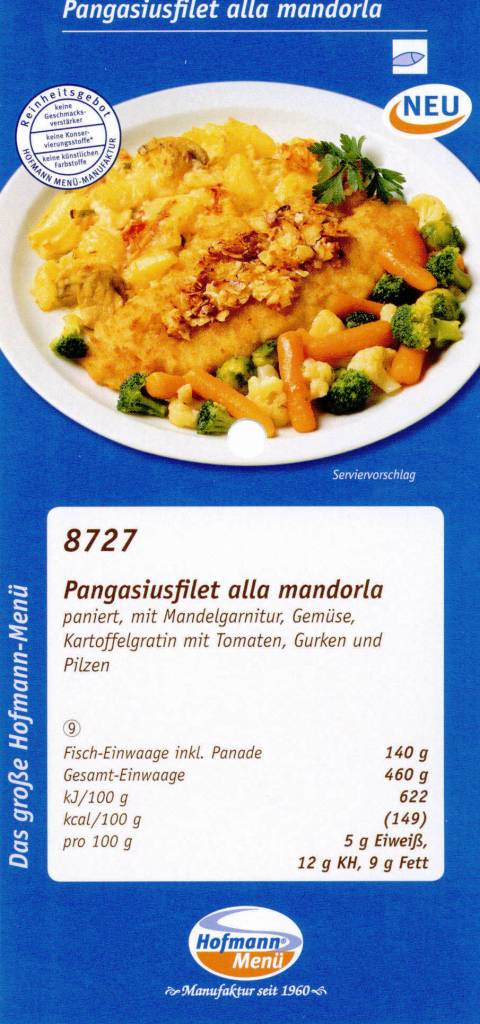 Pangasiusfilet alla mandorla
Reinheitsgebot
keine
Geschmacks-
verstärker
keine Konser-
vierungsstoffe*
keine künstlichen
Farbstoffe
HOFMANN MENÜ-MANUFAKTUR
NEU
Serviervorschlag
Das große Hofmann-Menü
8727
Pangasiusfilet alla mandorla
paniert, mit Mandelgarnitur, Gemüse,
Kartoffelgratin mit Tomaten, Gurken und
Pilzen
9
Fisch-Einwaage inkl. Panade 140 g
Gesamt-Einwaage 460 g
kJ/100 g 622
kcal/100 g (149)
pro 100 g 5 g Eiweiß,
12 g KH, 9 g Fett
Hofmann®
Menü
Manufaktur seit 1960